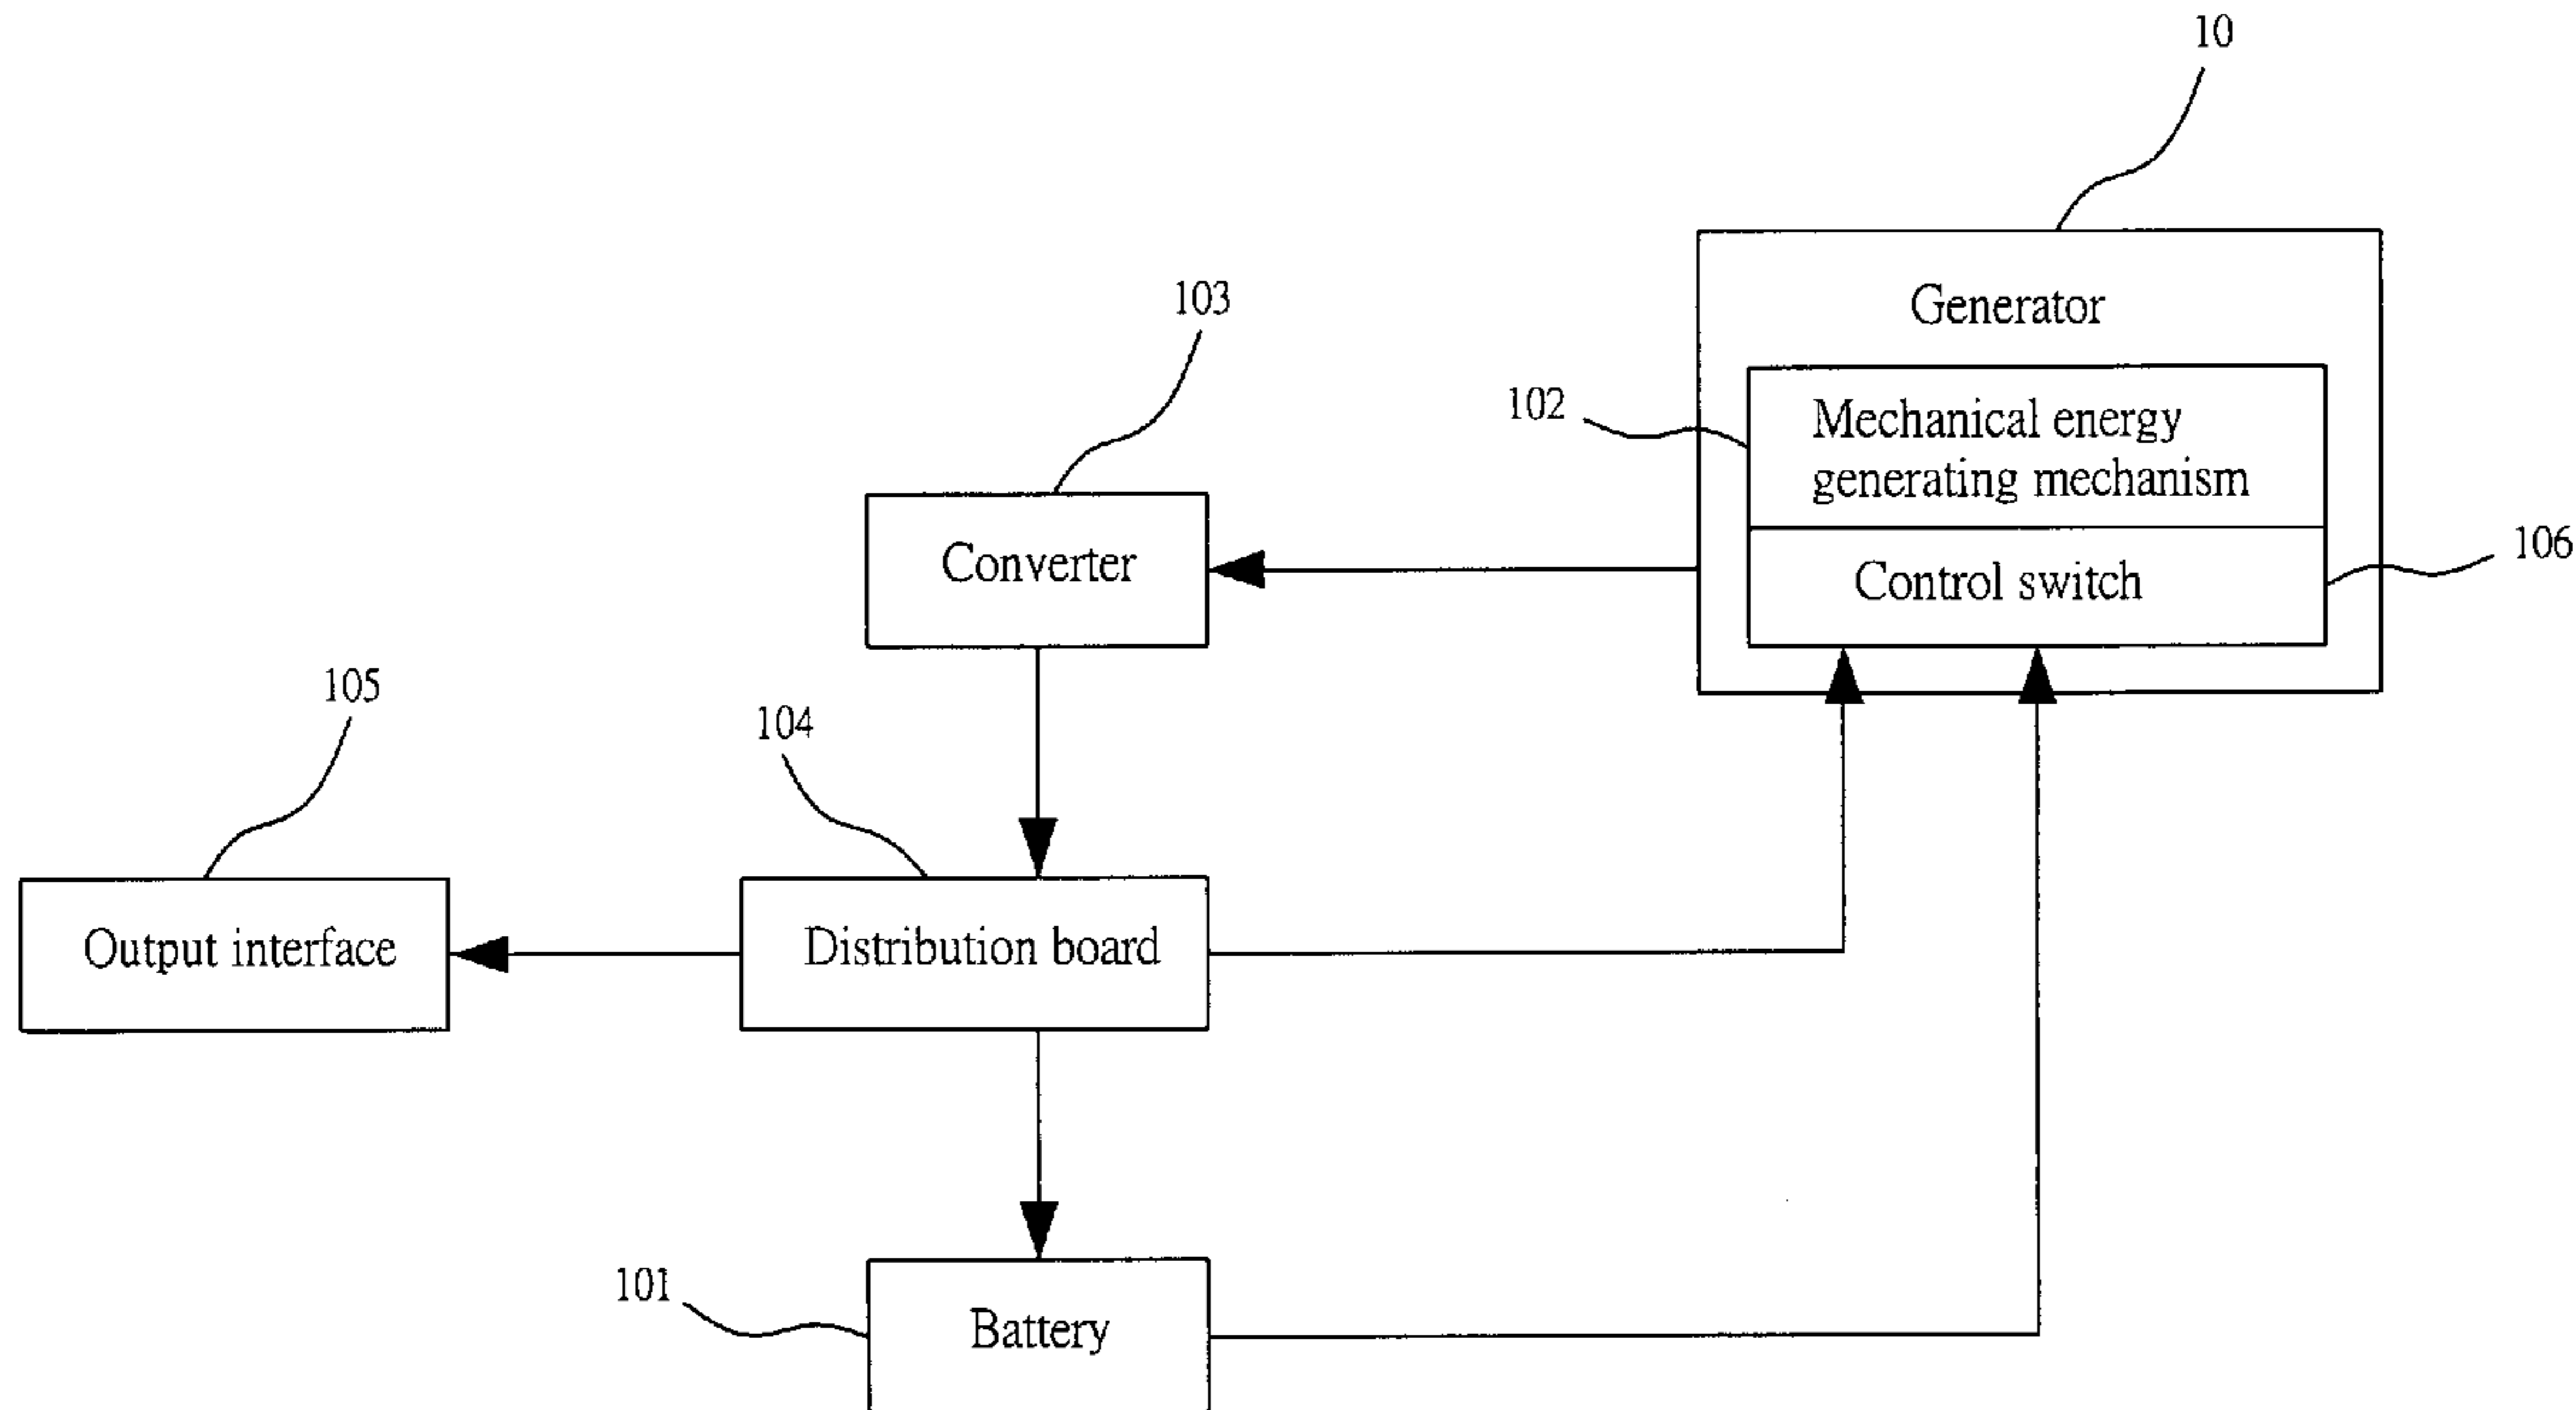 10
103
Generator
102
Mechanical energy
generating mechanism
Converter
Control switch
106
105
104
Output interface
Distribution board
101
Battery